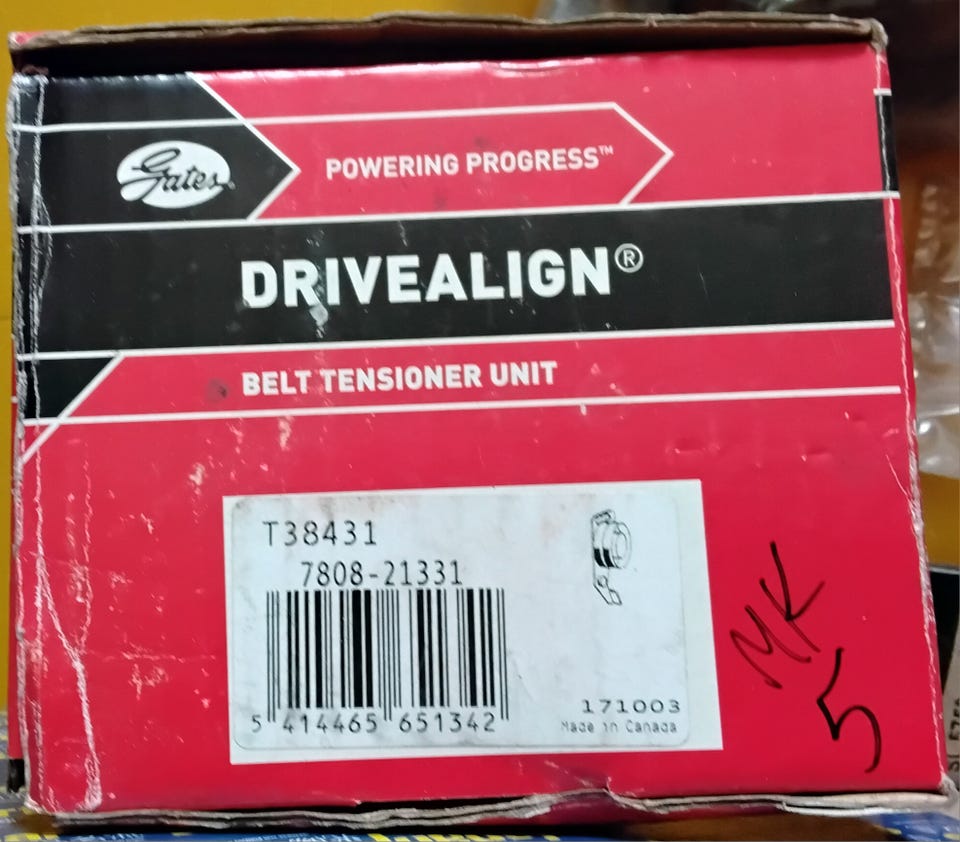 Gates
POWERING PROGRESS™
DRIVEALIGN®
BELT TENSIONER UNIT
T38431
7808-21331
5 414465 651342
171003
Made in Canada
MK
5